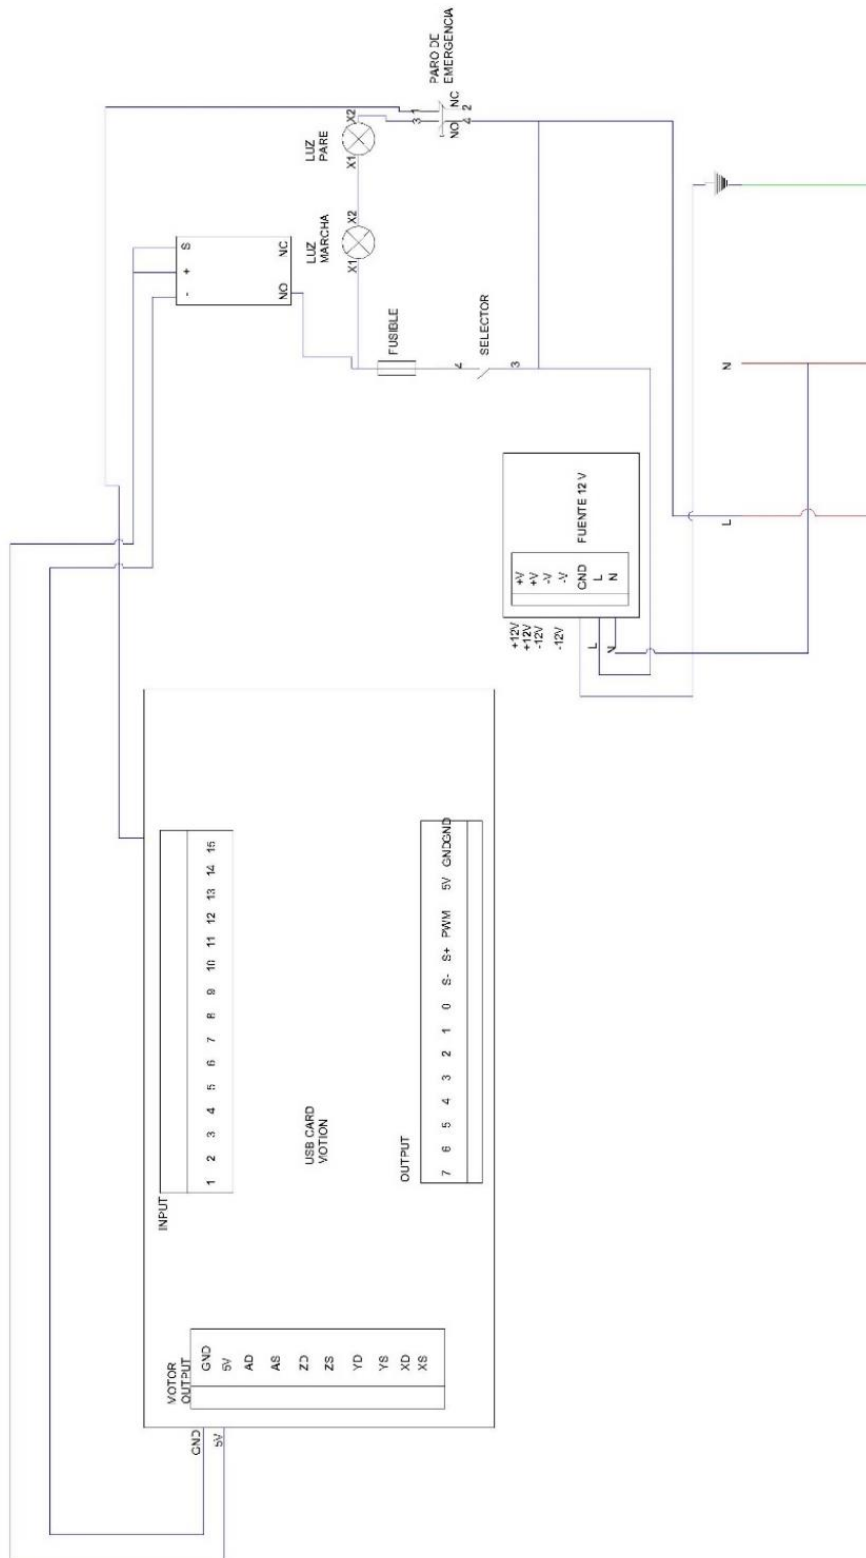 PARO DE
EMERGENCIA
NC
NO
1
2
3
4
LUZ
PARE
X1
X2
LUZ
MARCHA
X1
X2
S
+
-
NC
NO
FUSIBLE
SELECTOR
4
3
N
L
FUENTE 12 V
+V
+V
-V
-V
GND
L
N
+12V
+12V
-12V
-12V
L
N
INPUT
1 2 3 4 5 6 7 8 9 10 11 12 13 14 15
USB CARD
VOTION
OUTPUT
7 6 5 4 3 2 1 0 S- S+ PWM 5V GND GND
VOTOR
OUTPUT
GND
5V
AD
AS
ZD
ZS
YD
YS
XD
XS
GND
5V